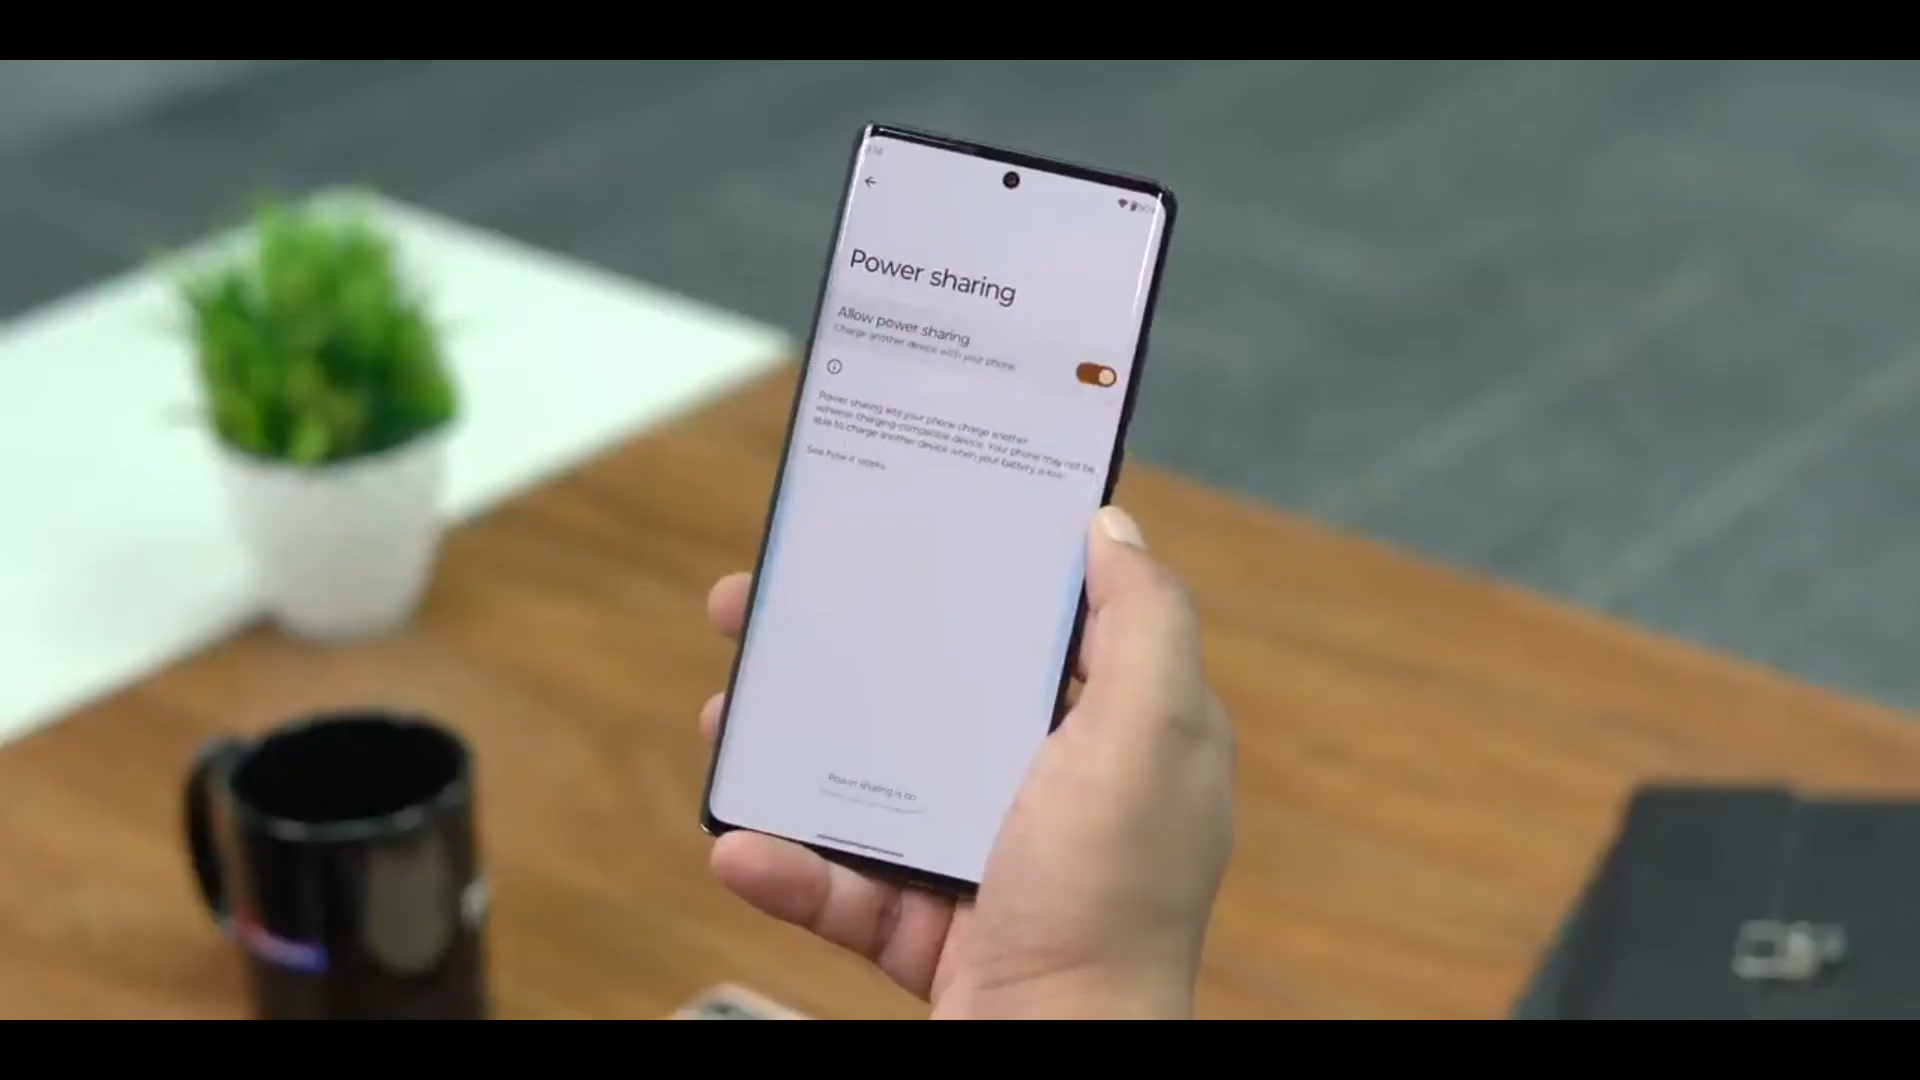 Power sharing
Allow power sharing
Charge another device with your phone
Power sharing lets your phone charge another
wireless charging-compatible device. Your phone may not be
able to charge another device when your battery is low.
See how it works
Power sharing is on